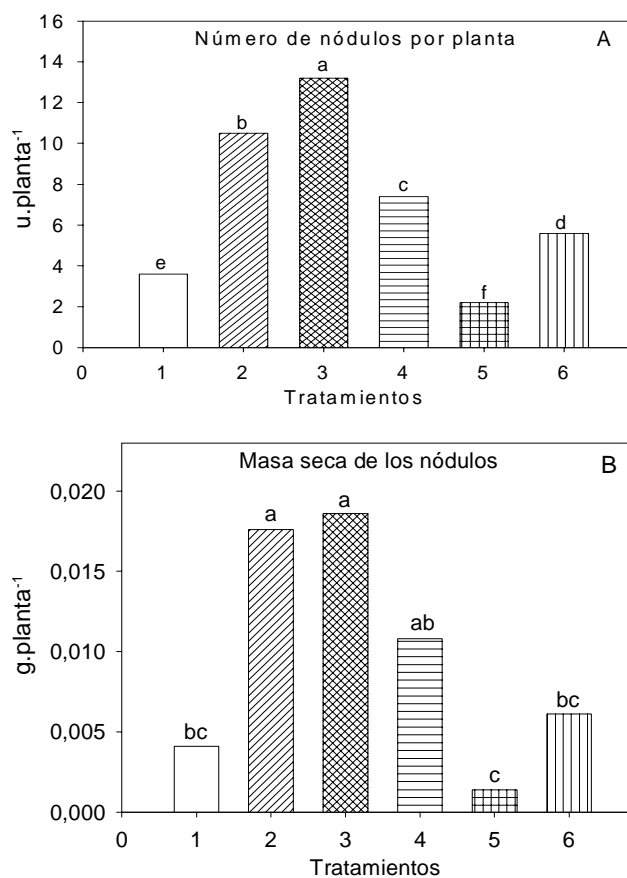 Número de nódulos por planta
A
16
14
12
10
8
6
4
2
0
u.planta⁻¹
e
b
a
c
f
d
0 1 2 3 4 5 6
Tratamientos
Masa seca de los nódulos
B
0,020
0,015
0,010
0,005
0,000
g.planta⁻¹
bc
a
a
ab
c
bc
0 1 2 3 4 5 6
Tratamientos